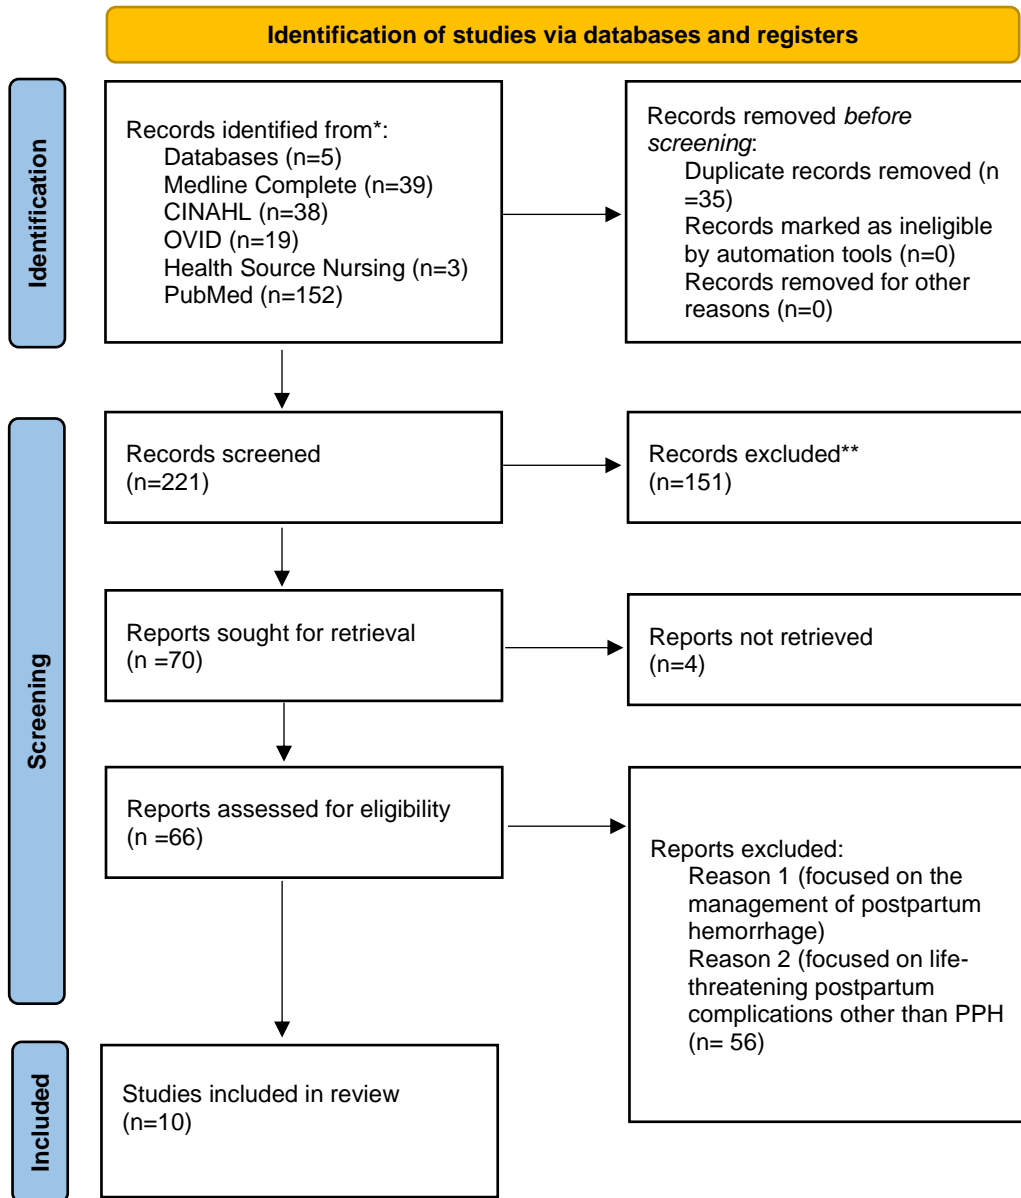 Identification of studies via databases and registers
Identification
Records identified from*:
Databases (n=5)
Medline Complete (n=39)
CINAHL (n=38)
OVID (n=19)
Health Source Nursing (n=3)
PubMed (n=152)
Records removed before
screening:
Duplicate records removed (n
=35)
Records marked as ineligible
by automation tools (n=0)
Records removed for other
reasons (n=0)
Screening
Records screened
(n=221)
Records excluded**
(n=151)
Reports sought for retrieval
(n =70)
Reports not retrieved
(n=4)
Reports assessed for eligibility
(n =66)
Reports excluded:
Reason 1 (focused on the
management of postpartum
hemorrhage)
Reason 2 (focused on life-
threatening postpartum
complications other than PPH
(n= 56)
Included
Studies included in review
(n=10)